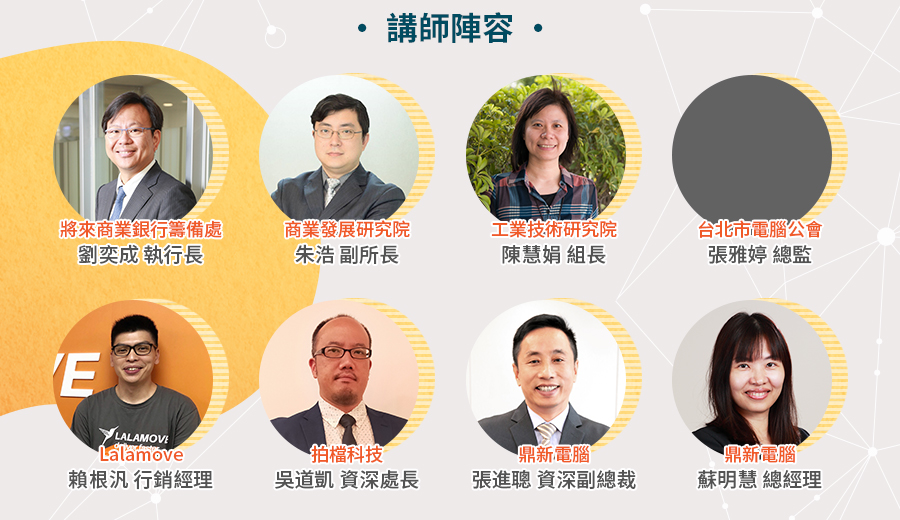 • 講師陣容 •
將來商業銀行籌備處
劉奕成 執行長
商業發展研究院
朱浩 副所長
工業技術研究院
陳慧娟 組長
台北市電腦公會
張雅婷 總監
VE
LALAMOVE
Lalamove
賴根汎 行銷經理
拍檔科技
吳道凱 資深處長
鼎新電腦
張進聰 資深副總裁
鼎新電腦
蘇明慧 總經理